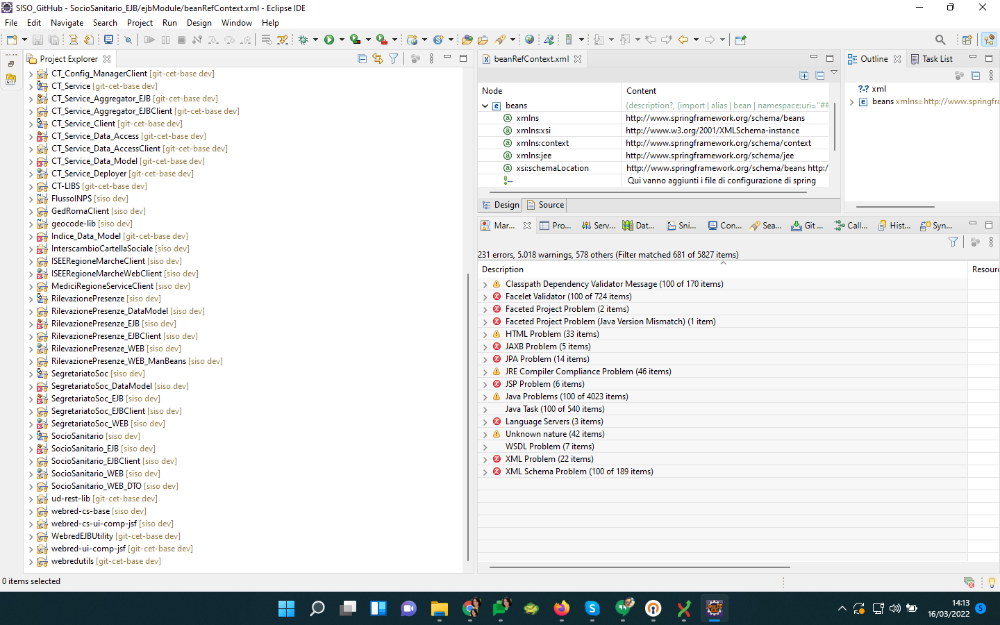 SISO_GitHub - SocioSanitario_EJB/ejbModule/beanRefContext.xml - Eclipse IDE
File Edit Navigate Search Project Run Design Window Help
Project Explorer
CT_Config_ManagerClient [git-cet-base dev]
CT_Service [git-cet-base dev]
CT_Service_Aggregator_EJB [git-cet-base dev]
CT_Service_Aggregator_EJBClient [git-cet-base dev]
CT_Service_Client [git-cet-base dev]
CT_Service_Data_Access [git-cet-base dev]
CT_Service_Data_AccessClient [git-cet-base dev]
CT_Service_Data_Model [git-cet-base dev]
CT_Service_Deployer [git-cet-base dev]
CT-LIBS [git-cet-base dev]
FlussoINPS [siso dev]
GedRomaClient [siso dev]
geocode-lib [siso dev]
Indice_Data_Model [git-cet-base dev]
InterscambioCartellaSociale [siso dev]
ISEERegioneMarcheClient [siso dev]
ISEERegioneMarcheWebClient [siso dev]
MediciRegioneServiceClient [siso dev]
RilevazionePresenze [siso dev]
RilevazionePresenze_DataModel [siso dev]
RilevazionePresenze_EJB [siso dev]
RilevazionePresenze_EJBClient [siso dev]
RilevazionePresenze_WEB [siso dev]
RilevazionePresenze_WEB_ManBeans [siso dev]
SegretariatoSoc [siso dev]
SegretariatoSoc_DataModel [siso dev]
SegretariatoSoc_EJB [siso dev]
SegretariatoSoc_EJBClient [siso dev]
SegretariatoSoc_WEB [siso dev]
SocioSanitario [siso dev]
SocioSanitario_EJB [siso dev]
SocioSanitario_EJBClient [siso dev]
SocioSanitario_WEB [siso dev]
SocioSanitario_WEB_DTO [siso dev]
ud-rest-lib [git-cet-base dev]
webred-cs-base [siso dev]
webred-cs-ui-comp-jsf [siso dev]
WebredEJBUtility [git-cet-base dev]
webred-ui-comp-jsf [git-cet-base dev]
webredutils [git-cet-base dev]
0 items selected
beanRefContext.xml
Node Content
beans (description?, (import | alias | bean | namespace:uri="##
xmlns http://www.springframework.org/schema/beans
xmlns:xsi http://www.w3.org/2001/XMLSchema-instance
xmlns:context http://www.springframework.org/schema/context
xmlns:jee http://www.springframework.org/schema/jee
xsi:schemaLocation http://www.springframework.org/schema/beans http:/
!-- Qui vanno aggiunti i file di configurazione di spring
Design Source
Outline Task List
?-? xml
beans xmlns=http://www.springfra
Mar... Pro... Serv... Dat... Sni... Con... Sea... Git ... Call... Hist... Syn...
231 errors, 5.018 warnings, 578 others (Filter matched 681 of 5827 items)
Description Resourc
Classpath Dependency Validator Message (100 of 170 items)
Facelet Validator (100 of 724 items)
Faceted Project Problem (2 items)
Faceted Project Problem (Java Version Mismatch) (1 item)
HTML Problem (33 items)
JAXB Problem (5 items)
JPA Problem (14 items)
JRE Compiler Compliance Problem (46 items)
JSP Problem (6 items)
Java Problems (100 of 4023 items)
Java Task (100 of 540 items)
Language Servers (3 items)
Unknown nature (42 items)
WSDL Problem (7 items)
XML Problem (22 items)
XML Schema Problem (100 of 189 items)
14:13
16/03/2022
5